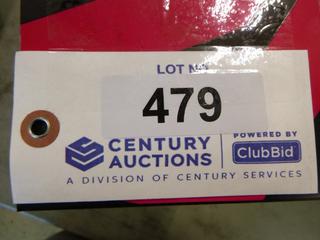 LOT No.
479
CENTURY AUCTIONS
POWERED BY
ClubBid
A DIVISION OF CENTURY SERVICES